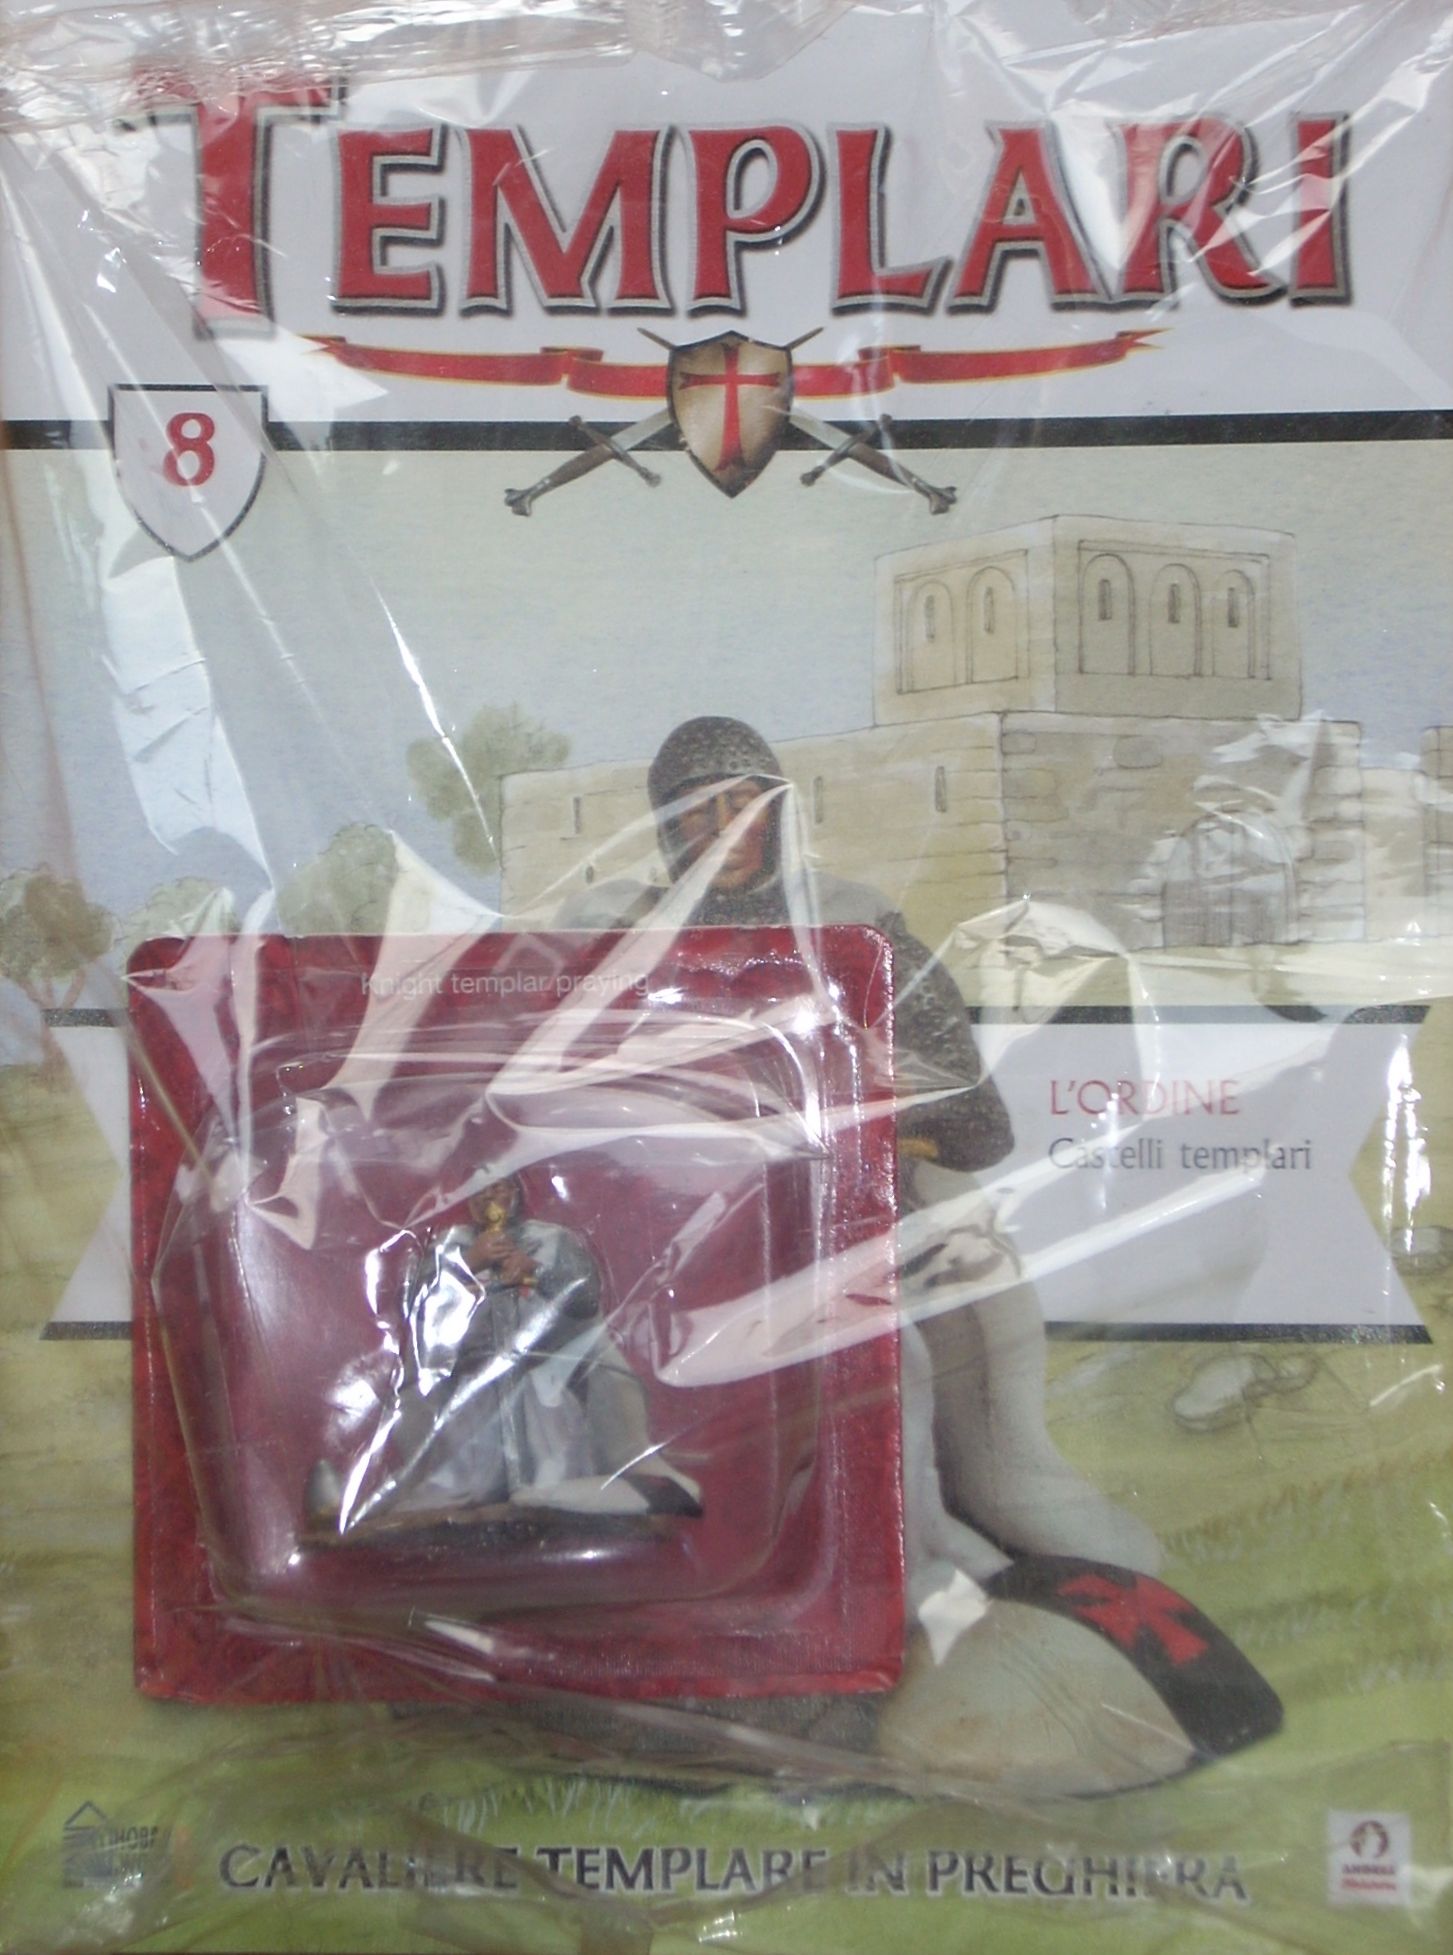 TEMPLARI
8
Knight templar praying
L'ORDINE
Castelli templari
CAVALIERE TEMPLARE IN PREGHIERA